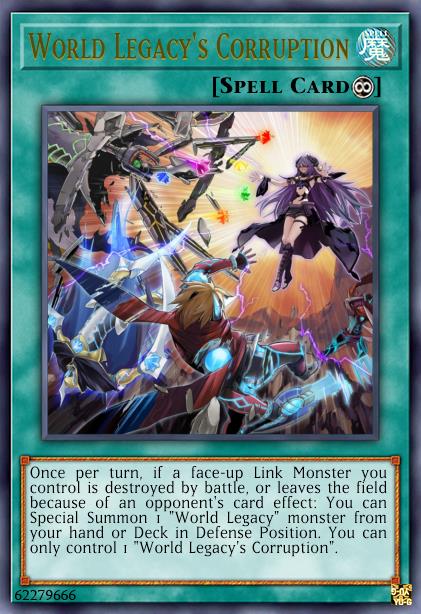 World Legacy's Corruption
SPELL
魔
[Spell Card]
Once per turn, if a face-up Link Monster you
control is destroyed by battle, or leaves the field
because of an opponent's card effect: You can
Special Summon 1 "World Legacy" monster from
your hand or Deck in Defense Position. You can
only control 1 "World Legacy's Corruption".
62279666